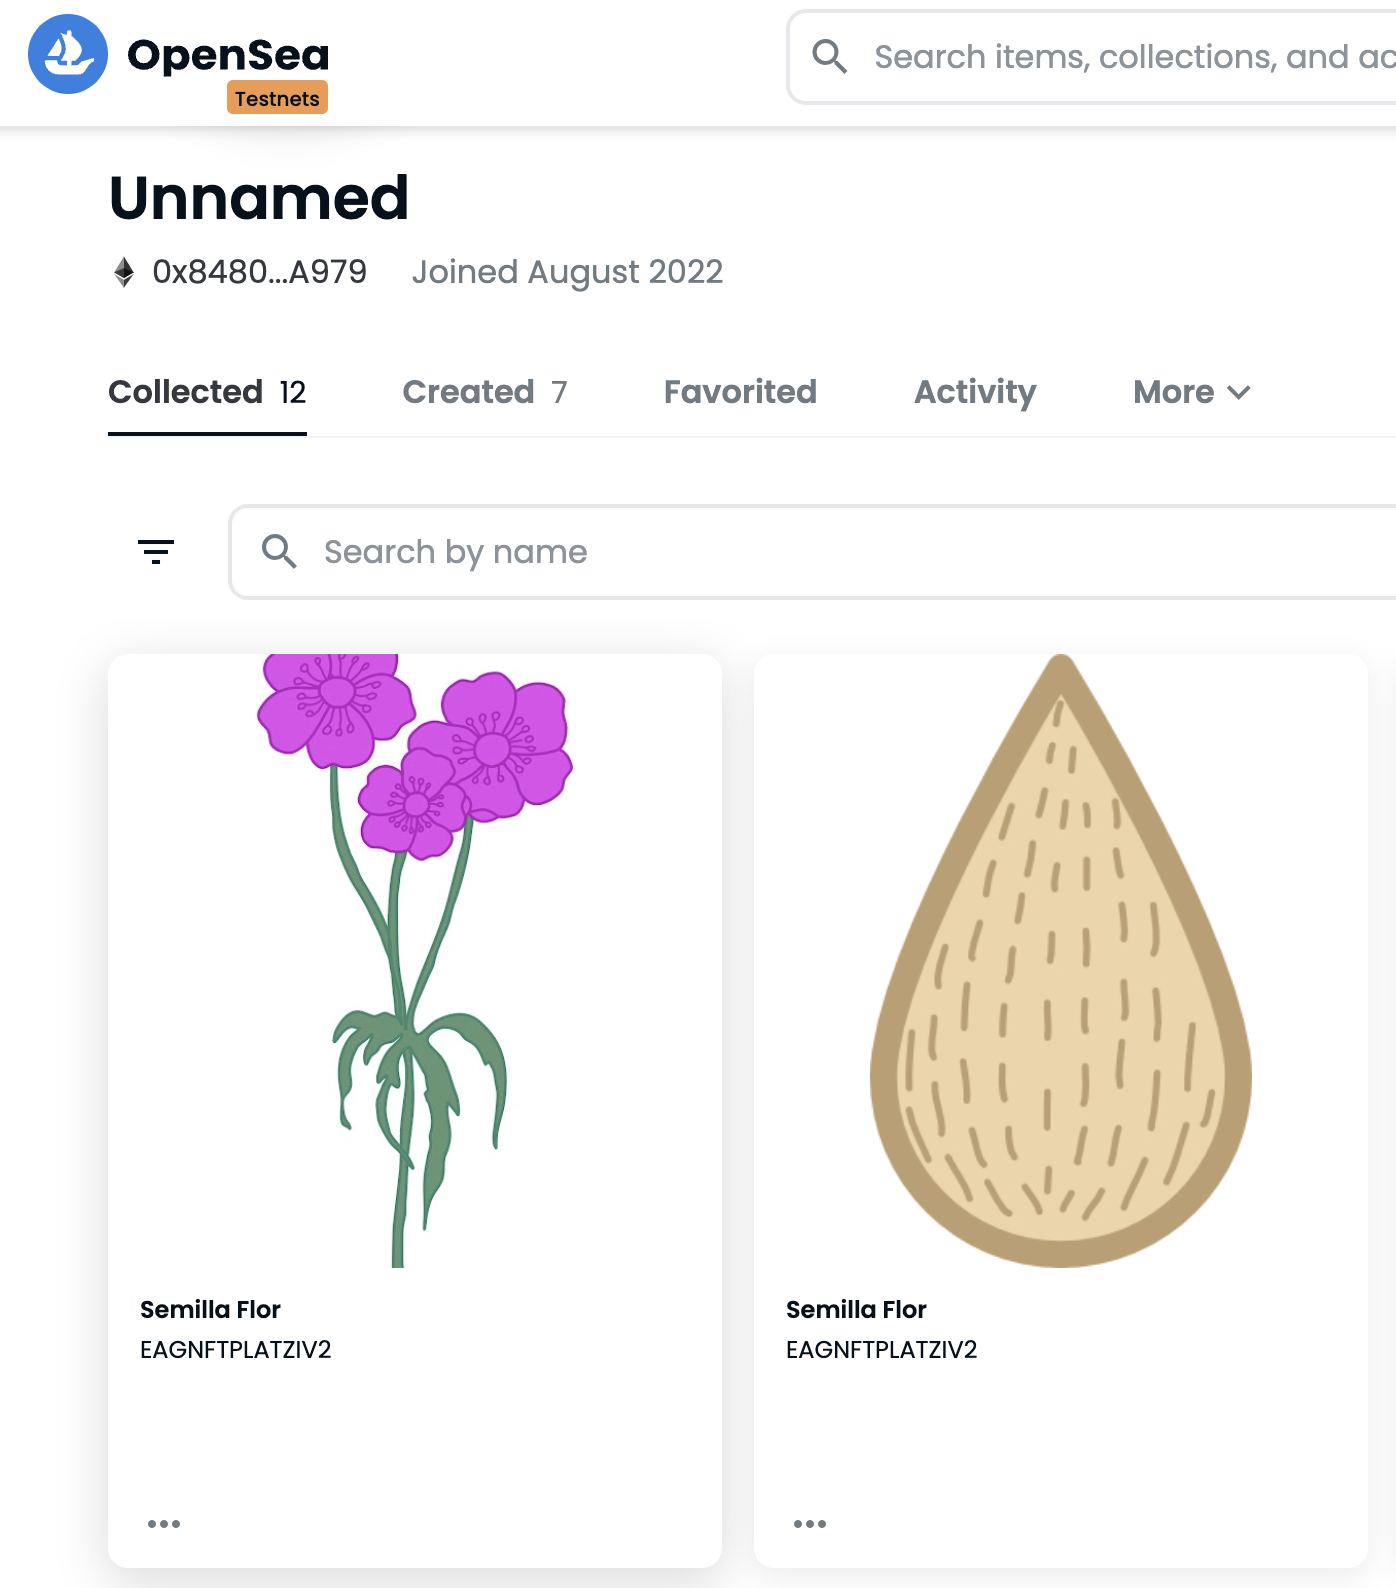 OpenSea
Testnets
Search items, collections, and ac
Unnamed
0x8480...A979 Joined August 2022
Collected 12 Created 7 Favorited Activity More
Search by name
Semilla Flor
EAGNFTPLATZIV2
Semilla Flor
EAGNFTPLATZIV2